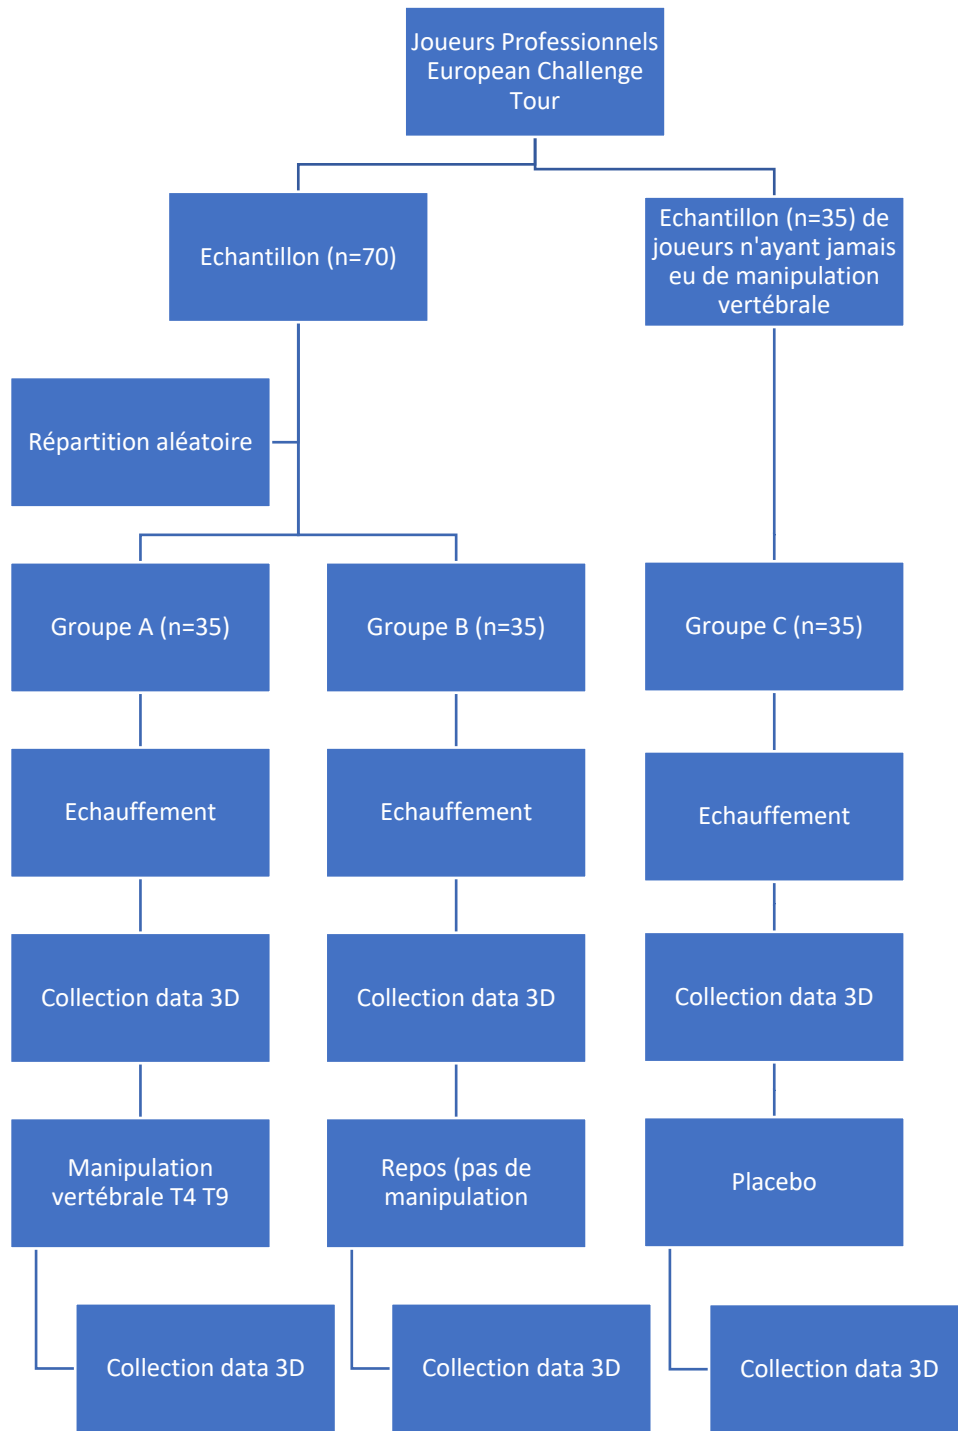 Joueurs Professionnels
European Challenge
Tour
Echantillon (n=70)
Echantillon (n=35) de
joueurs n'ayant jamais
eu de manipulation
vertébrale
Répartition aléatoire
Groupe A (n=35)
Groupe B (n=35)
Groupe C (n=35)
Echauffement
Echauffement
Echauffement
Collection data 3D
Collection data 3D
Collection data 3D
Manipulation
vertébrale T4 T9
Repos (pas de
manipulation
Placebo
Collection data 3D
Collection data 3D
Collection data 3D